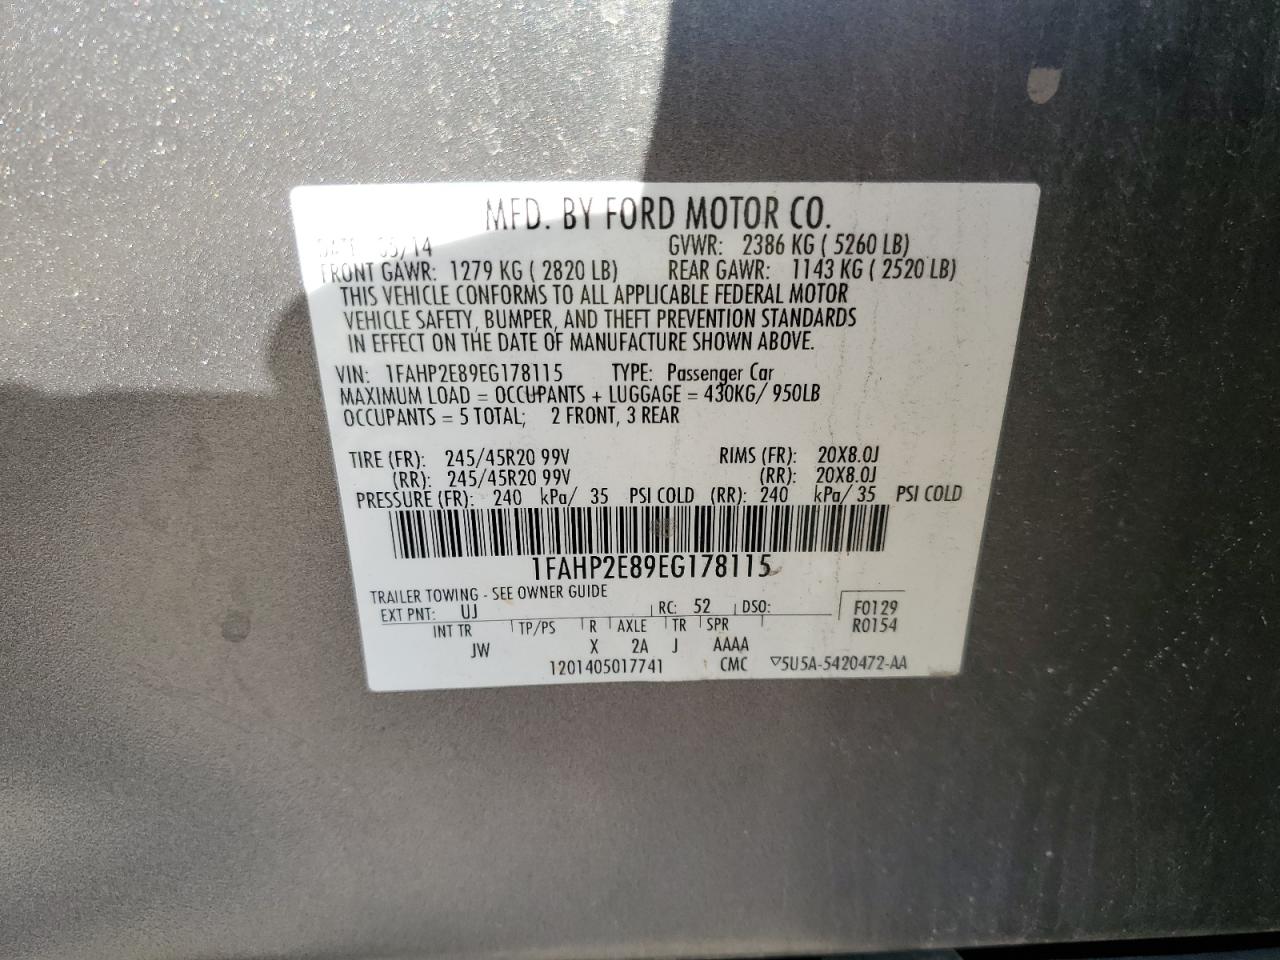 MFD. BY FORD MOTOR CO.
DATE 05/14 GVWR: 2386 KG ( 5260 LB)
FRONT GAWR: 1279 KG ( 2820 LB) REAR GAWR: 1143 KG ( 2520 LB)
THIS VEHICLE CONFORMS TO ALL APPLICABLE FEDERAL MOTOR
VEHICLE SAFETY, BUMPER, AND THEFT PREVENTION STANDARDS
IN EFFECT ON THE DATE OF MANUFACTURE SHOWN ABOVE.
VIN: 1FAHP2E89EG178115 TYPE: Passenger Car
MAXIMUM LOAD = OCCUPANTS + LUGGAGE = 430KG/ 950LB
OCCUPANTS = 5 TOTAL; 2 FRONT, 3 REAR
TIRE (FR): 245/45R20 99V RIMS (FR): 20X8.0J
(RR): 245/45R20 99V (RR): 20X8.0J
PRESSURE (FR): 240 kPa/ 35 PSI COLD (RR): 240 kPa/ 35 PSI COLD
1FAHP2E89EG178115
TRAILER TOWING - SEE OWNER GUIDE
EXT PNT: UJ RC: 52 DSO: F0129
INT TR TP/PS R AXLE TR SPR R0154
JW X 2A J AAAA
1201405017741 CMC ▽5U5A-5420472-AA